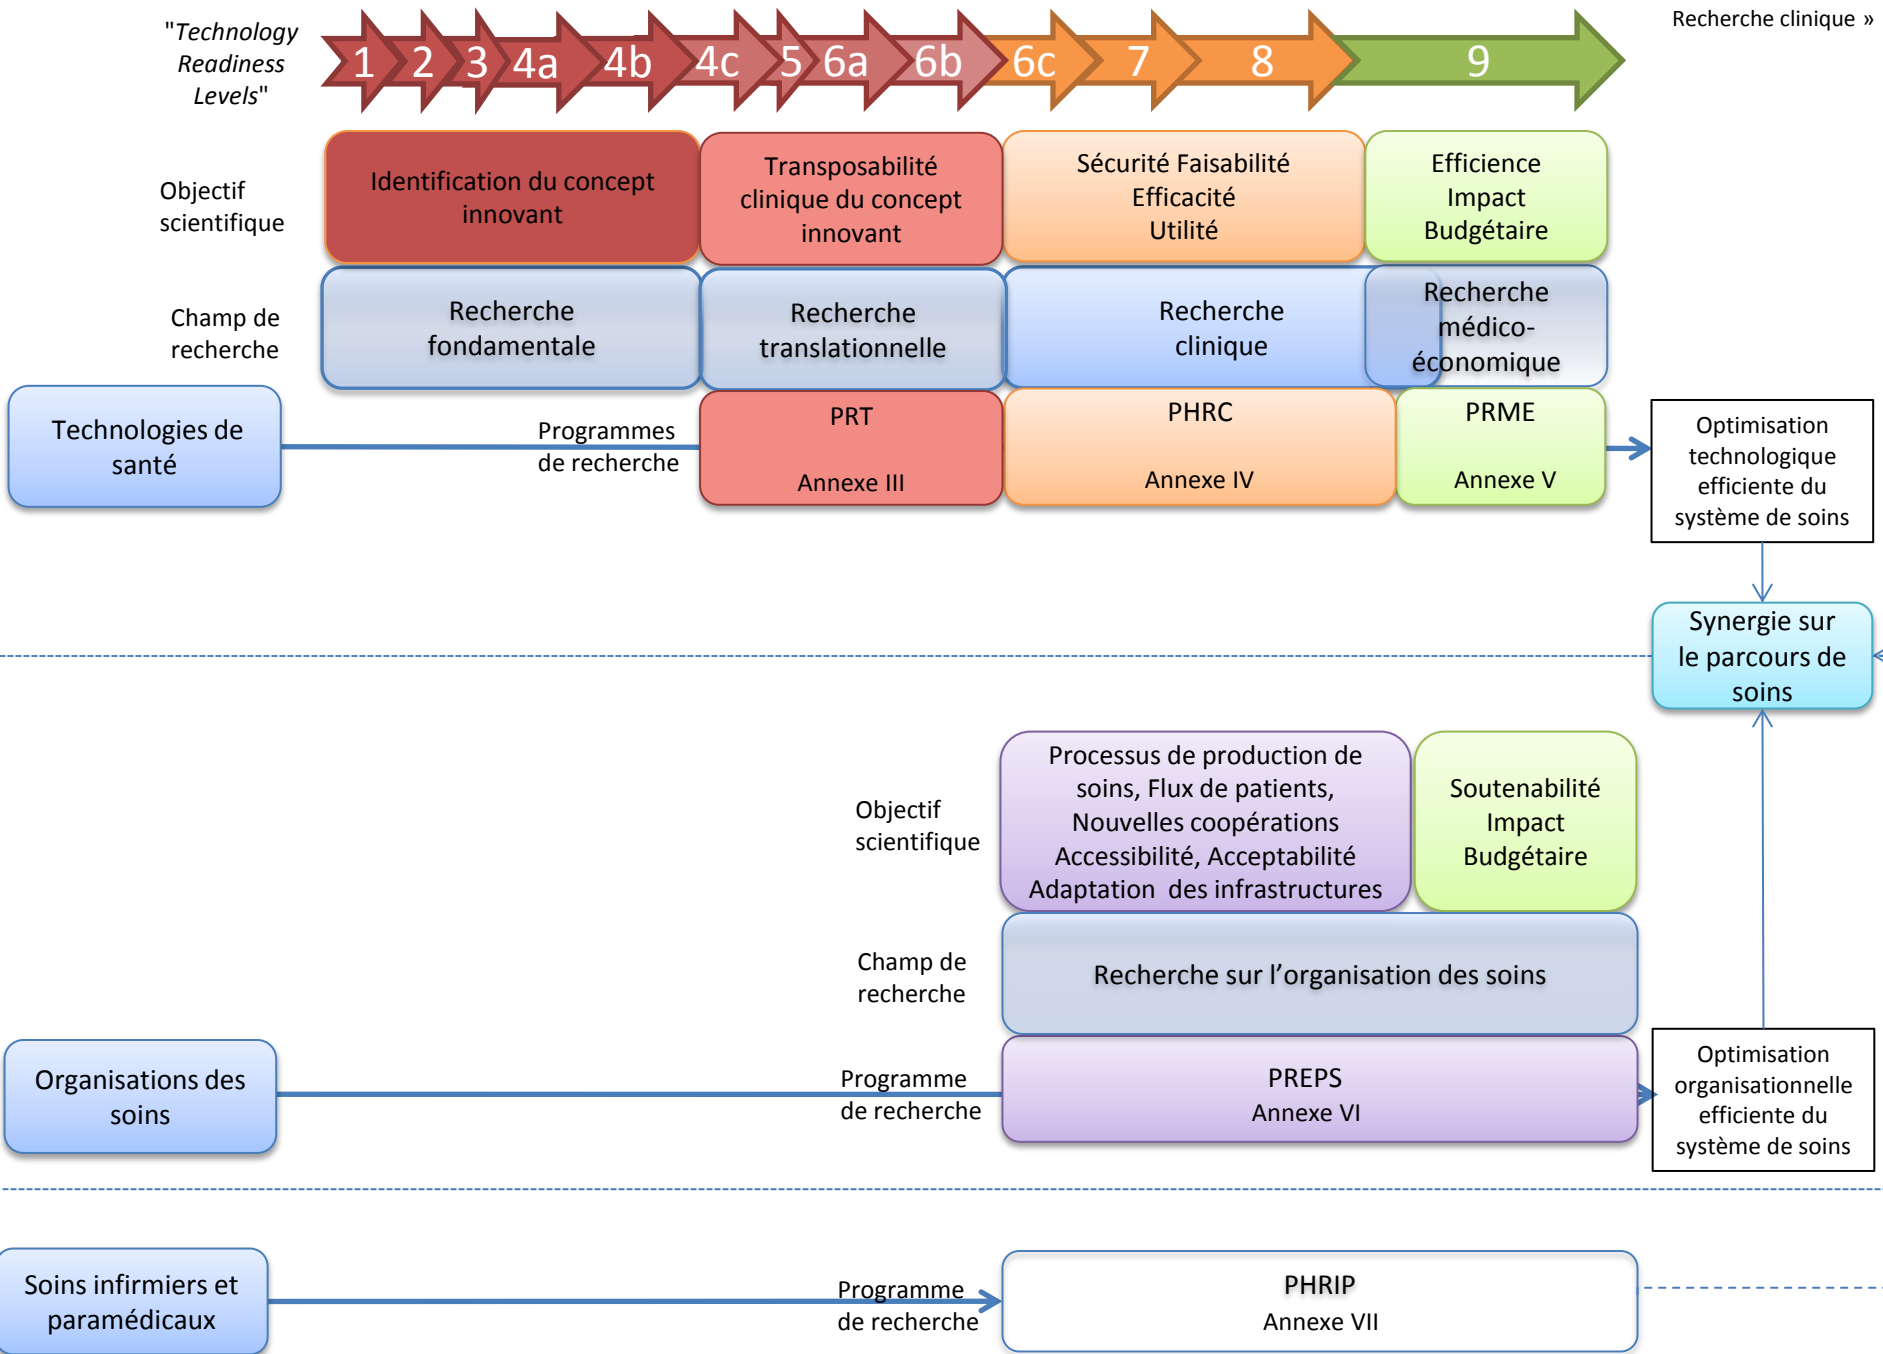 Recherche clinique »
"Technology
Readiness
Levels"
1 2 3 4a 4b 4c 5 6a 6b 6c 7 8 9
Objectif
scientifique
Identification du concept
innovant
Transposabilité
clinique du concept
innovant
Sécurité Faisabilité
Efficacité
Utilité
Efficience
Impact
Budgétaire
Champ de
recherche
Recherche
fondamentale
Recherche
translationnelle
Recherche
clinique
Recherche
médico-
économique
Technologies de
santé
Programmes
de recherche
PRT
Annexe III
PHRC
Annexe IV
PRME
Annexe V
Optimisation
technologique
efficiente du
système de soins
Synergie sur
le parcours de
soins
Objectif
scientifique
Processus de production de
soins, Flux de patients,
Nouvelles coopérations
Accessibilité, Acceptabilité
Adaptation des infrastructures
Soutenabilité
Impact
Budgétaire
Champ de
recherche
Recherche sur l'organisation des soins
Organisations des
soins
Programme
de recherche
PREPS
Annexe VI
Optimisation
organisationnelle
efficiente du
système de soins
Soins infirmiers et
paramédicaux
Programme
de recherche
PHRIP
Annexe VII